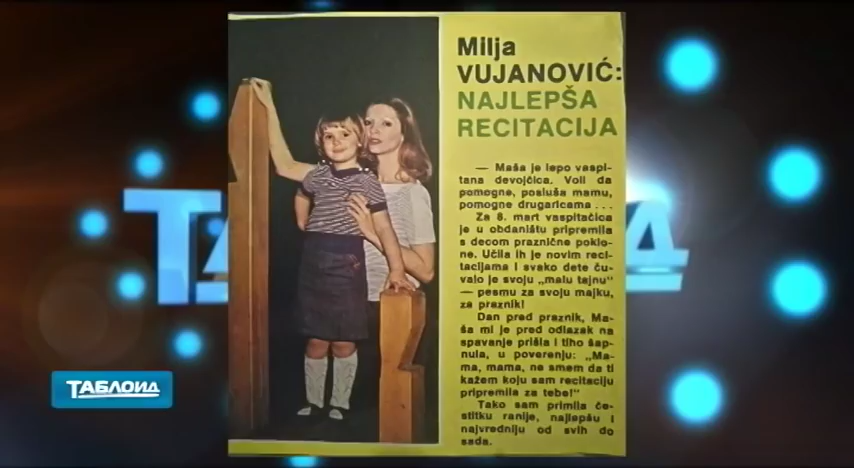 Milja
VUJANOVIĆ:
NAJLEPŠA
RECITACIJA
— Maša je lepo vaspi-
tana devojčica. Voli da
pomogne, posluša mamu,
pomogne drugaricama . . .
Za 8. mart vaspitačica
je u obdaništu pripremila
s decom praznične poklo-
ne. Učila ih je novim reci-
tacijama i svako dete ču-
valo je svoju „malu tajnu“
— pesmu za svoju majku,
za praznik!
Dan pred praznik, Ma-
ša mi je pred odlazak na
spavanje prišla i tiho šap-
nula, u poverenju: „Ma-
ma, mama, ne smem da ti
kažem koju sam recitaciju
pripremila za tebe!“
Tako sam primila če-
stitku ranije, najlepšu i
najvredniju od svih do
sada.
ТАБЛОИД